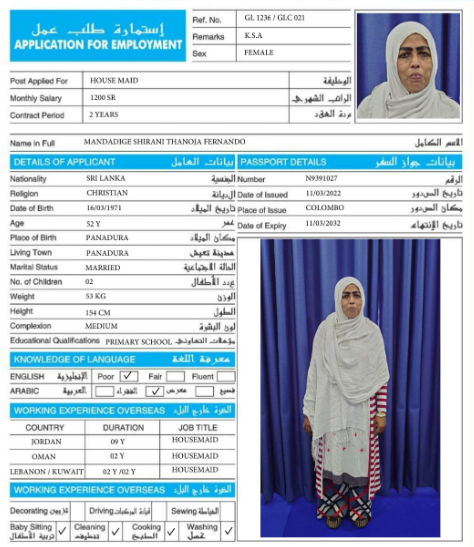 إستمارة طلب عمل
APPLICATION FOR EMPLOYMENT
Ref. No. GL 1236 / GLC 021
Remarks K.S.A
Sex FEMALE
Post Applied For HOUSE MAID الوظيفة
Monthly Salary 1200 SR الراتب الشهري
Contract Period 2 YEARS مدة العقد
Name in Full MANDADIGE SHIRANI THANOJA FERNANDO الاسم الكامل
DETAILS OF APPLICANT بيانات العامل
Nationality SRI LANKA الجنسية
Religion CHRISTIAN الديانة
Date of Birth 16/03/1971 تاريخ الميلاد
Age 52 Y عمر
Place of Birth PANADURA مكان الميلاد
Living Town PANADURA مدينة تعيش
Marital Status MARRIED الحالة الاجتماعية
No. of Children 02 عدد الأطفال
Weight 53 KG الوزن
Height 154 CM الطول
Complexion MEDIUM لون البشرة
Educational Qualifications PRIMARY SCHOOL مؤهلات
PASSPORT DETAILS بيانات جواز السفر
Number N9391027 الرقم
Date of Issued 11/03/2022 تاريخ الصدور
Place of Issue COLOMBO مكان الصدور
Date of Expiry 11/03/2032 تاريخ الإنتهاء
KNOWLEDGE OF LANGUAGE معرفة اللغة
ENGLISH الإنجليزية Poor ✓ Fair Fluent
ARABIC العربية ✓ فصيح
WORKING EXPERIENCE OVERSEAS الخبرة خارج البلد
COUNTRY DURATION JOB TITLE
JORDAN 09 Y HOUSEMAID
OMAN 02 Y HOUSEMAID
LEBANON / KUWAIT 02 Y /02 Y HOUSEMAID
WORKING EXPERIENCE OVERSEAS الخبرة خارج البلد
Decorating Driving Sewing الخياطة
Baby Sitting تربية الأطفال ✓ Cleaning تنظيف ✓ Cooking الطبخ ✓ Washing غسل ✓